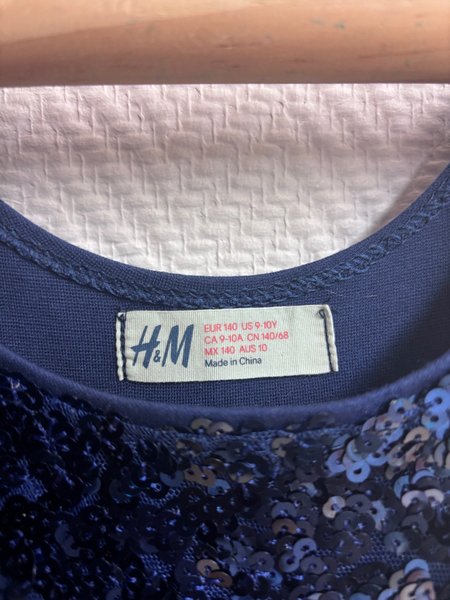 H&M
EUR 140 US 9-10Y
CA 9-10A CN 140/68
MX 140 AUS 10
Made in China